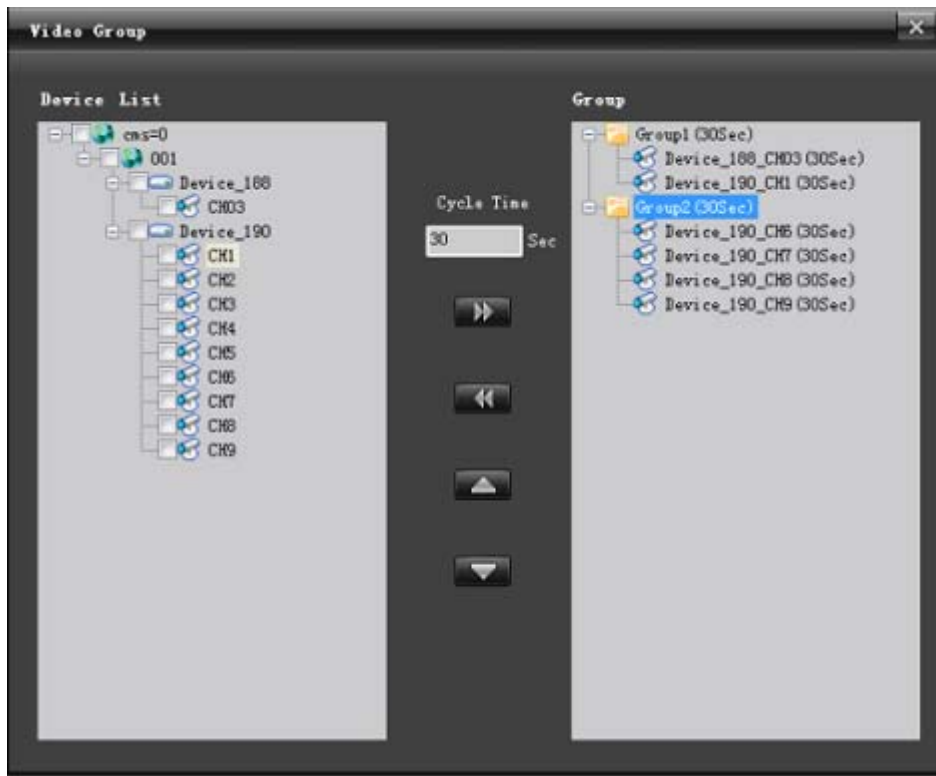 Video Group
Device List
cms=0
001
Device_188
CH03
Device_190
CH1
CH2
CH3
CH4
CH5
CH6
CH7
CH8
CH9
Cycle Time
30 Sec
Group
Group1 (30Sec)
Device_188_CH03 (30Sec)
Device_190_CH1 (30Sec)
Group2 (30Sec)
Device_190_CH6 (30Sec)
Device_190_CH7 (30Sec)
Device_190_CH8 (30Sec)
Device_190_CH9 (30Sec)